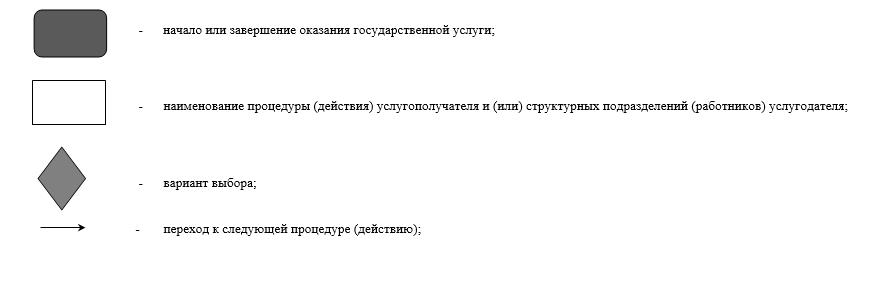 - начало или завершение оказания государственной услуги;
- наименование процедуры (действия) услугополучателя и (или) структурных подразделений (работников) услугодателя;
- вариант выбора;
- переход к следующей процедуре (действию);